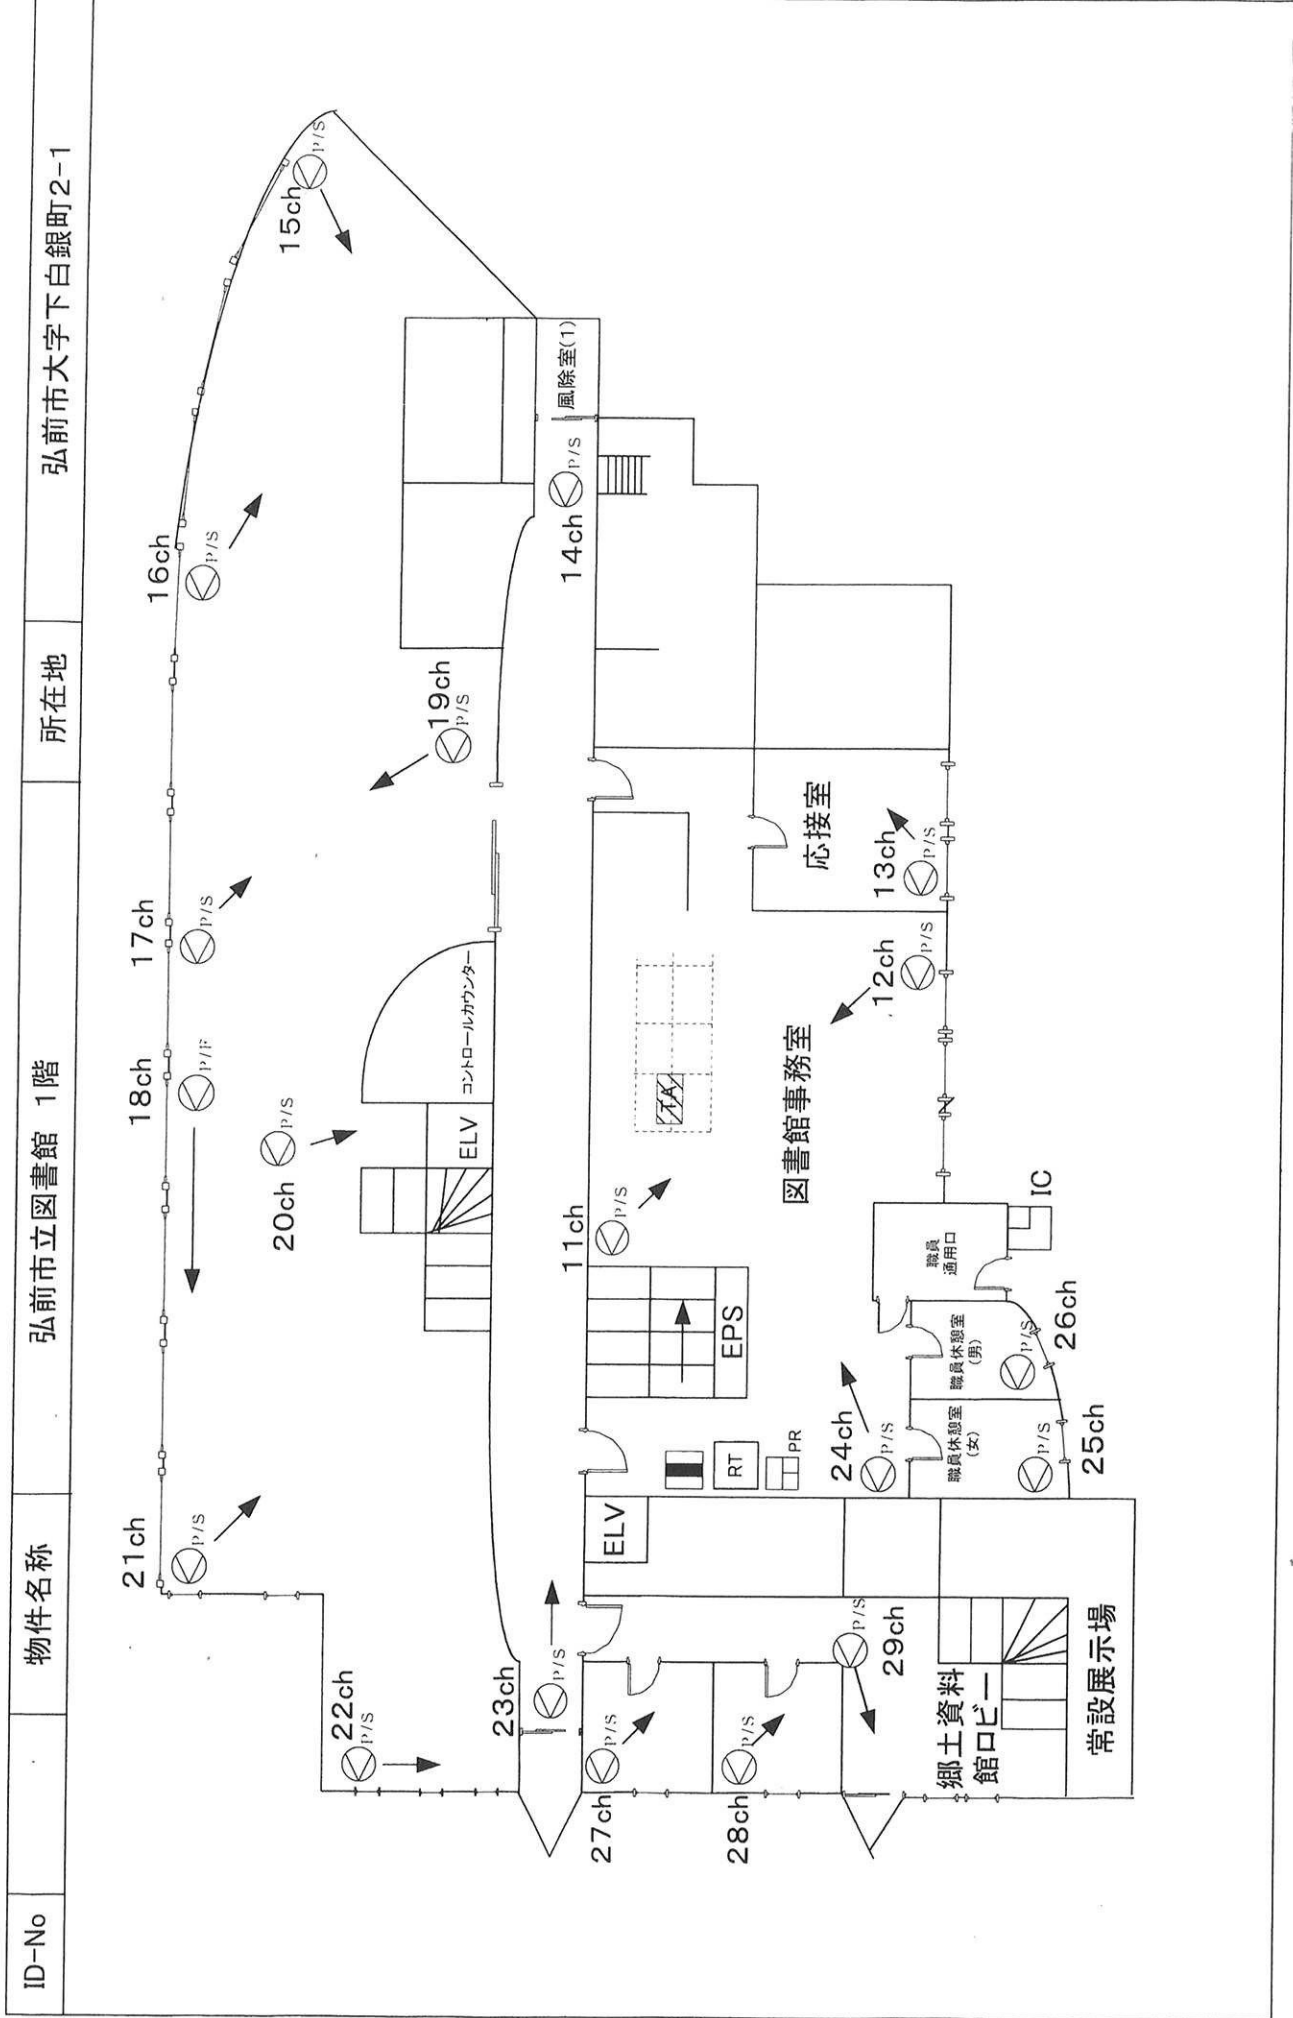 ID-No
物件名称
弘前市立図書館 1階
所在地
弘前市大字下白銀町2-1
21ch
P/S
18ch
P/F
17ch
P/S
16ch
P/S
15ch
P/S
20ch
P/S
19ch
P/S
22ch
P/S
ELV
コントロールカウンター
23ch
P/S
14ch
P/S
風除室(1)
11ch
P/S
27ch
P/S
ELV
TA
EPS
RT
PR
28ch
P/S
図書館事務室
応接室
24ch
P/S
12ch
P/S
13ch
P/S
29ch
P/S
職員
通用口
職員休憩室
(女)
職員休憩室
(男)
P/S
25ch
P/S
26ch
IC
郷土資料
館ロビー
常設展示場